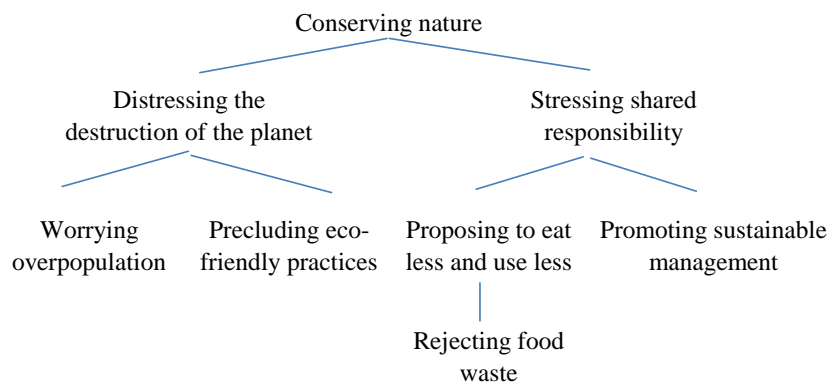 Conserving nature
Distressing the
destruction of the planet
Stressing shared
responsibility
Worrying
overpopulation
Precluding eco-
friendly practices
Proposing to eat
less and use less
Promoting sustainable
management
Rejecting food
waste